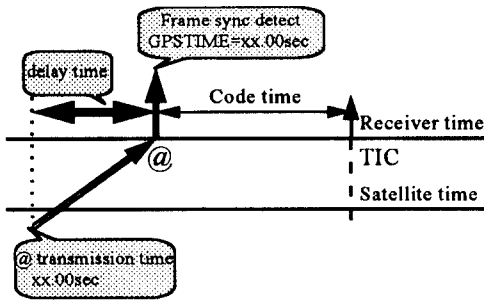 Frame sync detect
GPSTIME=xx.00sec
delay time
Code time
Receiver time
@
TIC
Satellite time
@ transmission time
xx.00sec